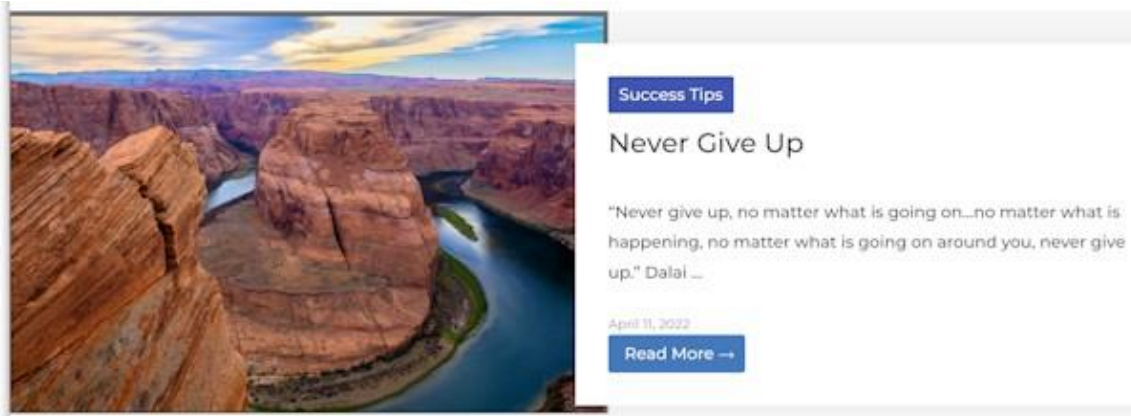 Success Tips
Never Give Up
“Never give up, no matter what is going on...no matter what is
happening, no matter what is going on around you, never give
up.” Dalai ...
April 11, 2022
Read More →